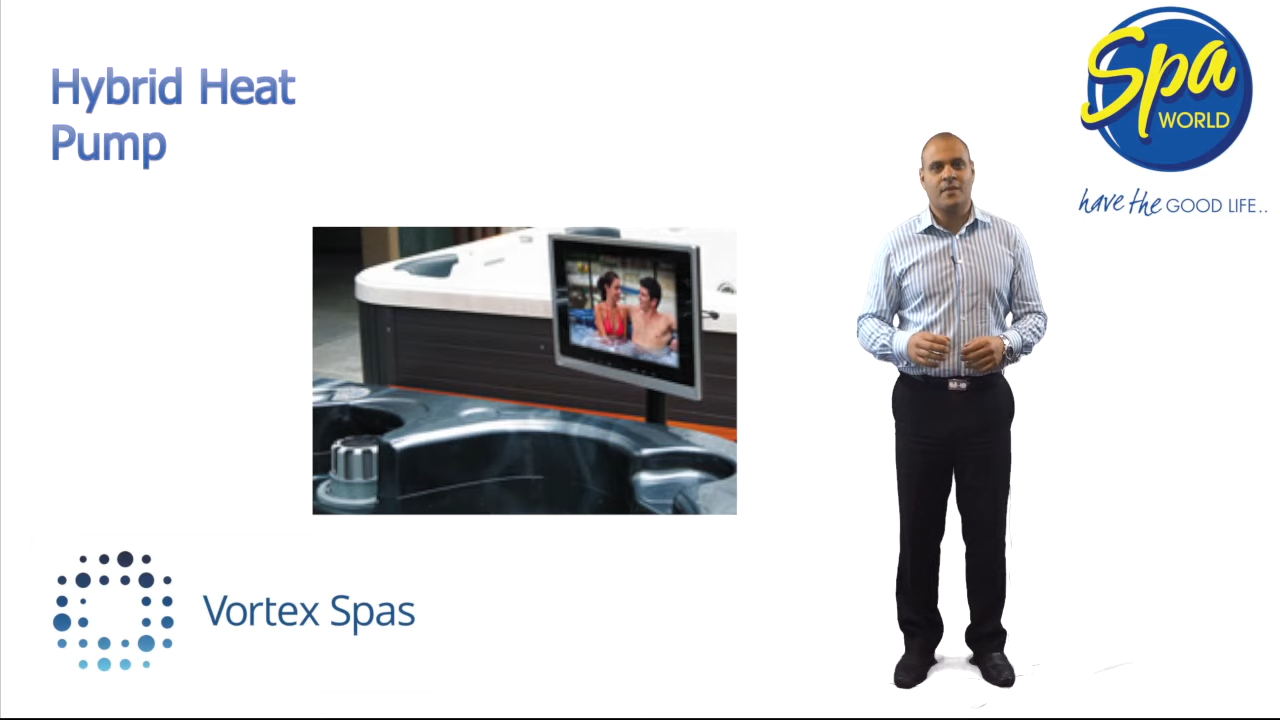 Hybrid Heat
Pump
Spa
WORLD
have the GOOD LIFE..
Vortex Spas